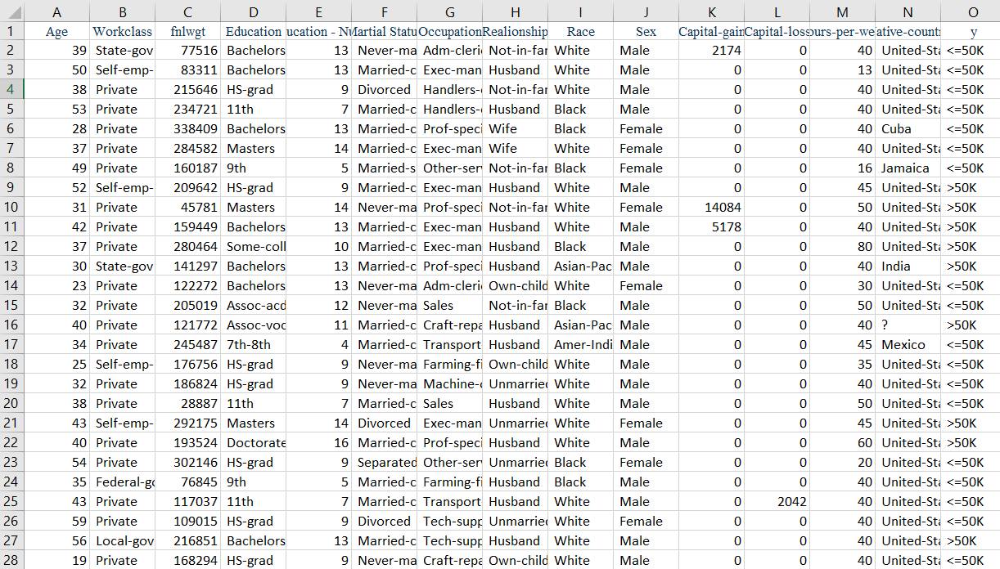 A B C D E F G H I J K L M N O
1 Age Workclass fnlwgt Education ucation - Nu Martial Statu Occupation Realionship Race Sex Capital-gain Capital-loss ours-per-we ative-countr y
2 39 State-gov 77516 Bachelors 13 Never-ma Adm-cleri Not-in-far White Male 2174 0 40 United-Sta <=50K
3 50 Self-emp- 83311 Bachelors 13 Married-c Exec-man Husband White Male 0 0 13 United-Sta <=50K
4 38 Private 215646 HS-grad 9 Divorced Handlers- Not-in-far White Male 0 0 40 United-Sta <=50K
5 53 Private 234721 11th 7 Married-c Handlers- Husband Black Male 0 0 40 United-Sta <=50K
6 28 Private 338409 Bachelors 13 Married-c Prof-speci Wife Black Female 0 0 40 Cuba <=50K
7 37 Private 284582 Masters 14 Married-c Exec-man Wife White Female 0 0 40 United-Sta <=50K
8 49 Private 160187 9th 5 Married-s Other-ser Not-in-far Black Female 0 0 16 Jamaica <=50K
9 52 Self-emp- 209642 HS-grad 9 Married-c Exec-man Husband White Male 0 0 45 United-Sta >50K
10 31 Private 45781 Masters 14 Never-ma Prof-speci Not-in-far White Female 14084 0 50 United-Sta >50K
11 42 Private 159449 Bachelors 13 Married-c Exec-man Husband White Male 5178 0 40 United-Sta >50K
12 37 Private 280464 Some-coll 10 Married-c Exec-man Husband Black Male 0 0 80 United-Sta >50K
13 30 State-gov 141297 Bachelors 13 Married-c Prof-speci Husband Asian-Pac Male 0 0 40 India >50K
14 23 Private 122272 Bachelors 13 Never-ma Adm-cleri Own-child White Female 0 0 30 United-Sta <=50K
15 32 Private 205019 Assoc-acd 12 Never-ma Sales Not-in-far Black Male 0 0 50 United-Sta <=50K
16 40 Private 121772 Assoc-voc 11 Married-c Craft-repa Husband Asian-Pac Male 0 0 40 ? >50K
17 34 Private 245487 7th-8th 4 Married-c Transport Husband Amer-Indi Male 0 0 45 Mexico <=50K
18 25 Self-emp- 176756 HS-grad 9 Never-ma Farming-fi Own-child White Male 0 0 35 United-Sta <=50K
19 32 Private 186824 HS-grad 9 Never-ma Machine- Unmarried White Male 0 0 40 United-Sta <=50K
20 38 Private 28887 11th 7 Married-c Sales Husband White Male 0 0 50 United-Sta <=50K
21 43 Self-emp- 292175 Masters 14 Divorced Exec-man Unmarried White Female 0 0 45 United-Sta >50K
22 40 Private 193524 Doctorate 16 Married-c Prof-speci Husband White Male 0 0 60 United-Sta >50K
23 54 Private 302146 HS-grad 9 Separated Other-ser Unmarried Black Female 0 0 20 United-Sta <=50K
24 35 Federal-go 76845 9th 5 Married-c Farming-fi Husband Black Male 0 0 40 United-Sta <=50K
25 43 Private 117037 11th 7 Married-c Transport Husband White Male 0 2042 40 United-Sta <=50K
26 59 Private 109015 HS-grad 9 Divorced Tech-supp Unmarried White Female 0 0 40 United-Sta <=50K
27 56 Local-gov 216851 Bachelors 13 Married-c Tech-supp Husband White Male 0 0 40 United-Sta >50K
28 19 Private 168294 HS-grad 9 Never-ma Craft-repa Own-child White Male 0 0 40 United-Sta <=50K